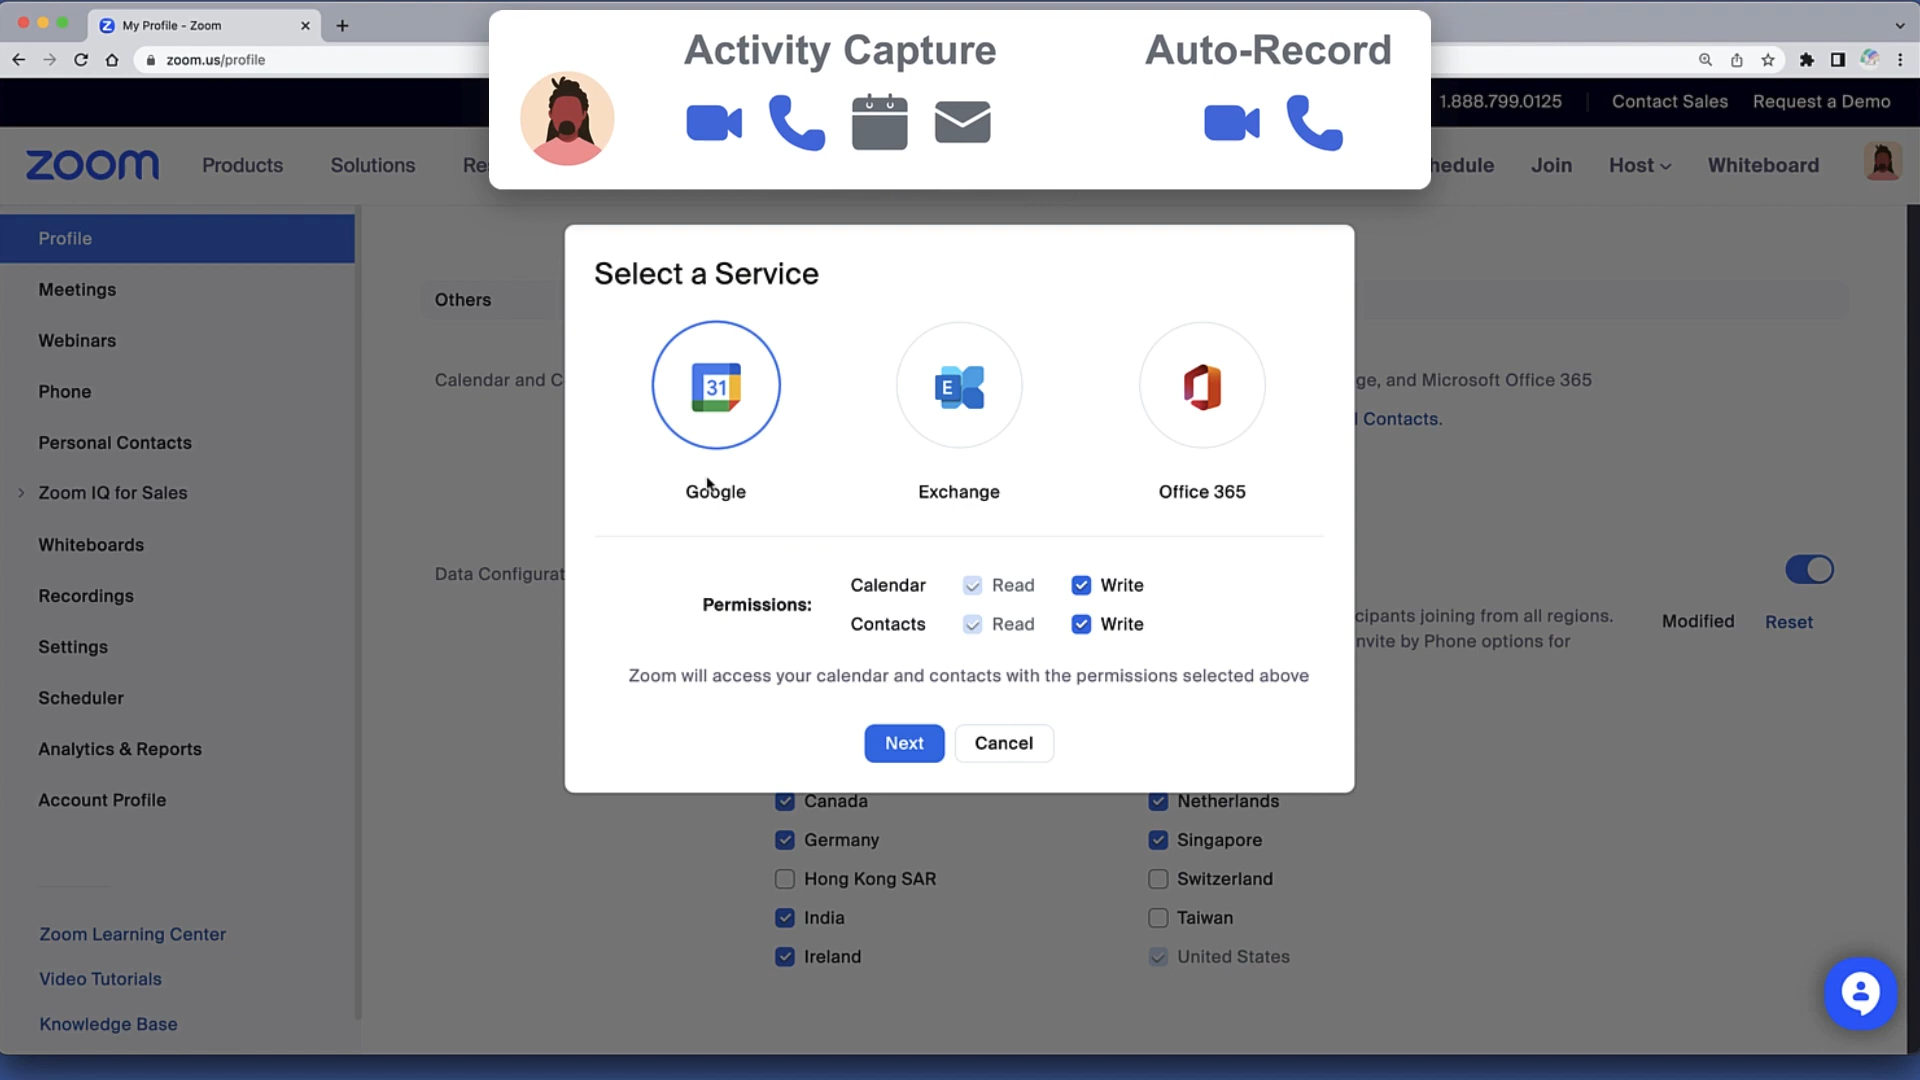 My Profile - Zoom
zoom.us/profile
Activity Capture
Auto-Record
1.888.799.0125
Contact Sales
Request a Demo
zoom
Products
Solutions
Res
hedule
Join
Host
Whiteboard
Profile
Meetings
Webinars
Phone
Personal Contacts
Zoom IQ for Sales
Whiteboards
Recordings
Settings
Scheduler
Analytics & Reports
Account Profile
Zoom Learning Center
Video Tutorials
Knowledge Base
Others
Calendar and C
ge, and Microsoft Office 365
l Contacts.
Data Configurat
cipants joining from all regions.
nvite by Phone options for
Modified
Reset
Select a Service
31
E
Google
Exchange
Office 365
Permissions:
Calendar Read Write
Contacts Read Write
Zoom will access your calendar and contacts with the permissions selected above
Next
Cancel
Canada
Netherlands
Germany
Singapore
Hong Kong SAR
Switzerland
India
Taiwan
Ireland
United States